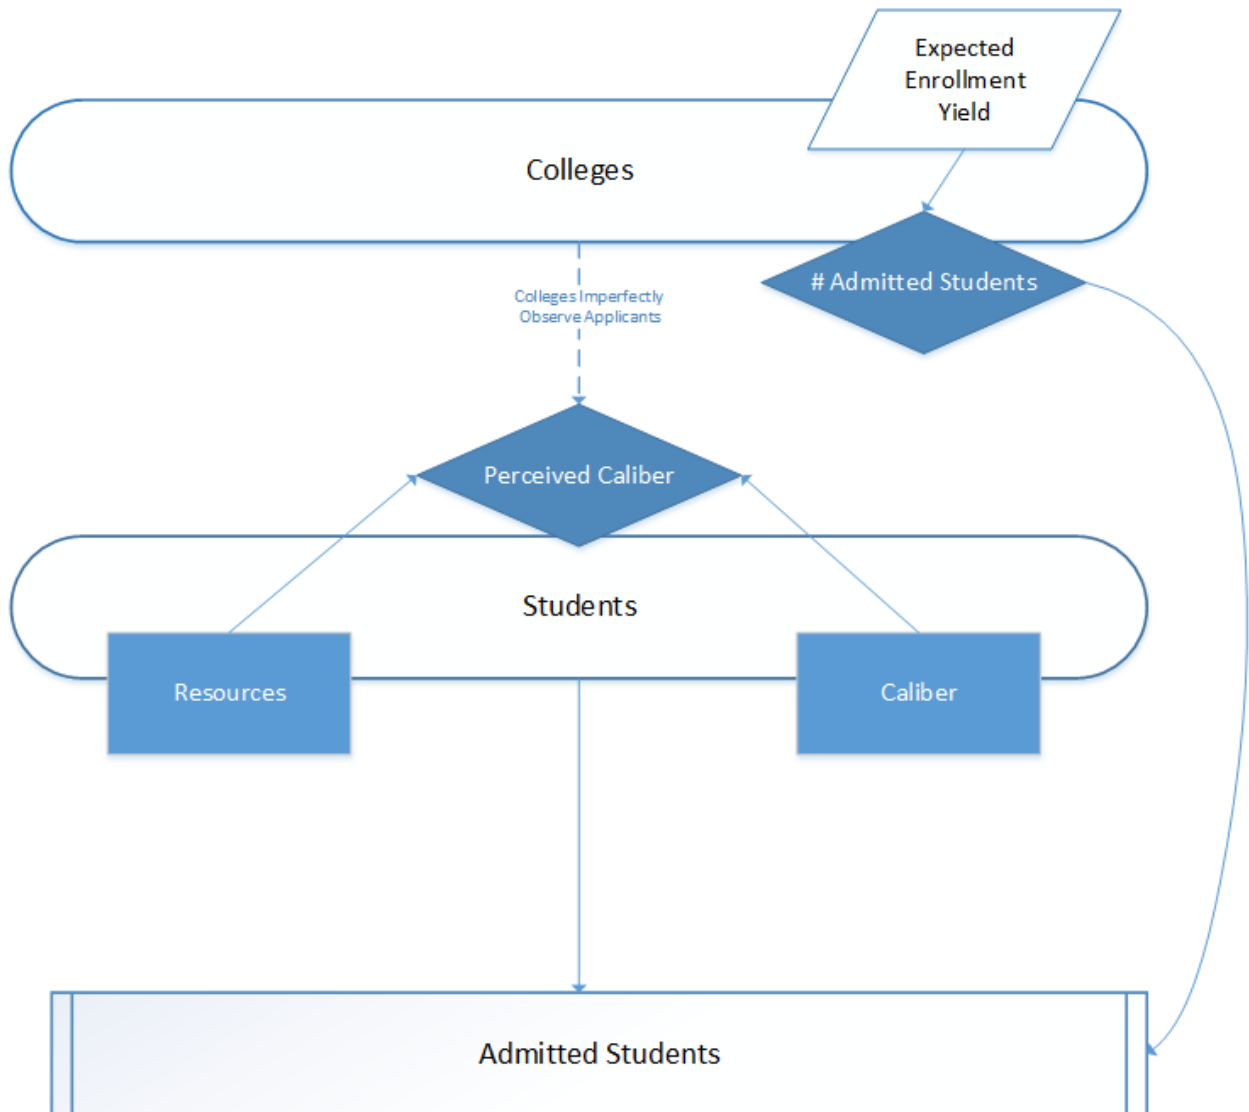 Expected
Enrollment
Yield
Colleges
# Admitted Students
Colleges Imperfectly
Observe Applicants
Perceived Caliber
Students
Resources
Caliber
Admitted Students